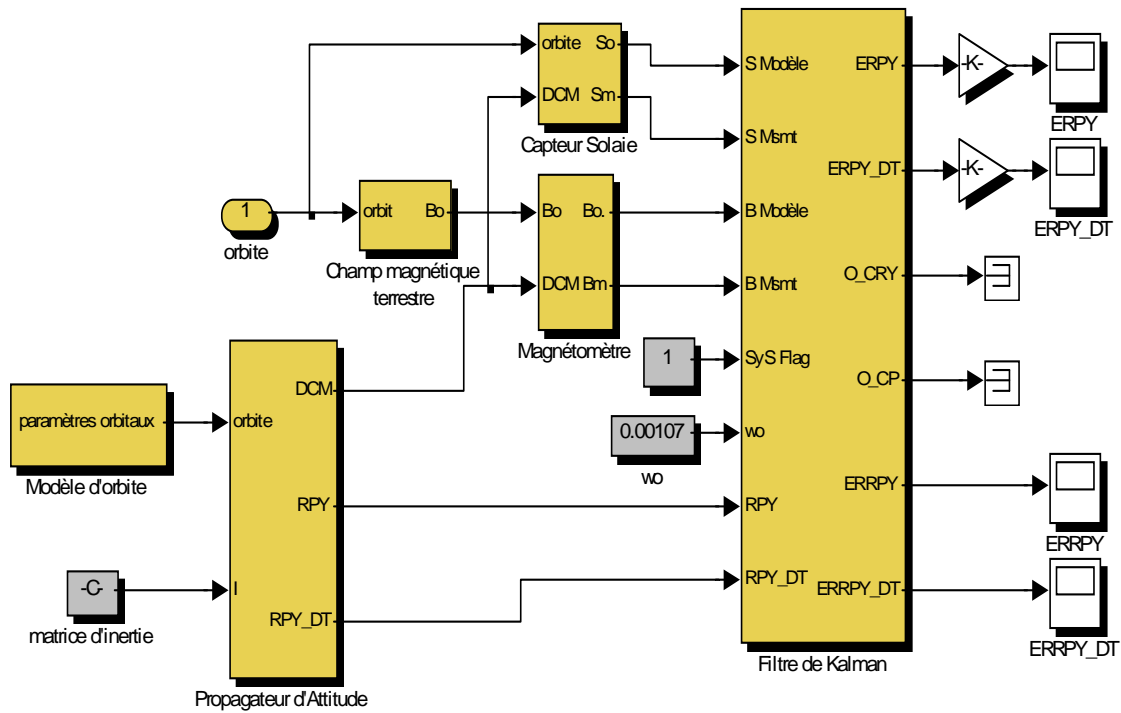 orbite So
DCM Sm
Capteur Solaie
1
orbite
orbit Bo
Champ magnétique
terrestre
Bo Bo.
DCM Bm
Magnétomètre
paramètres orbitaux
Modèle d'orbite
-C-
matrice d'inertie
orbite
I
DCM
RPY
RPY_DT
Propagateur d'Attitude
1
0.00107
wo
S Modèle
S Msmt
B Modèle
B Msmt
SyS Flag
wo
RPY
RPY_DT
ERPY
ERPY_DT
O_CRY
O_CP
ERRPY
ERRPY_DT
Filtre de Kalman
-K-
ERPY
-K-
ERPY_DT
ERRPY
ERRPY_DT